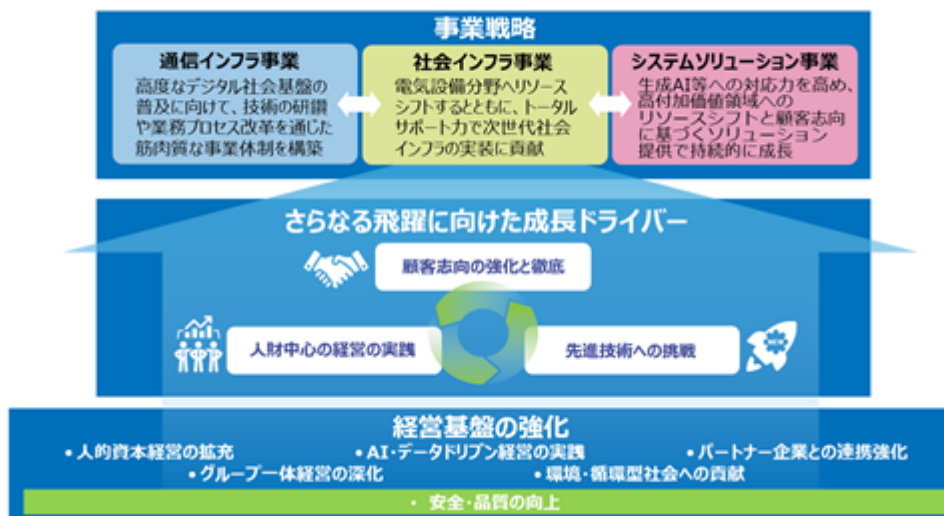 事業戦略
通信インフラ事業
高度なデジタル社会基盤の
普及に向けて、技術の研鑽
や業務プロセス改革を通じた
筋肉質な事業体制を構築
社会インフラ事業
電気設備分野へリソース
シフトするとともに、トータル
サポート力で次世代社会
インフラの実装に貢献
システムソリューション事業
生成AI等への対応力を高め、
高付加価値領域への
リソースシフトと顧客志向
に基づくソリューション
提供で持続的に成長
さらなる飛躍に向けた成長ドライバー
顧客志向の強化と徹底
人財中心の経営の実践
先進技術への挑戦
NEW
経営基盤の強化
• 人的資本経営の拡充
• AI・データドリブン経営の実践
• パートナー企業との連携強化
• グループ一体経営の深化
• 環境・循環型社会への貢献
• 安全・品質の向上